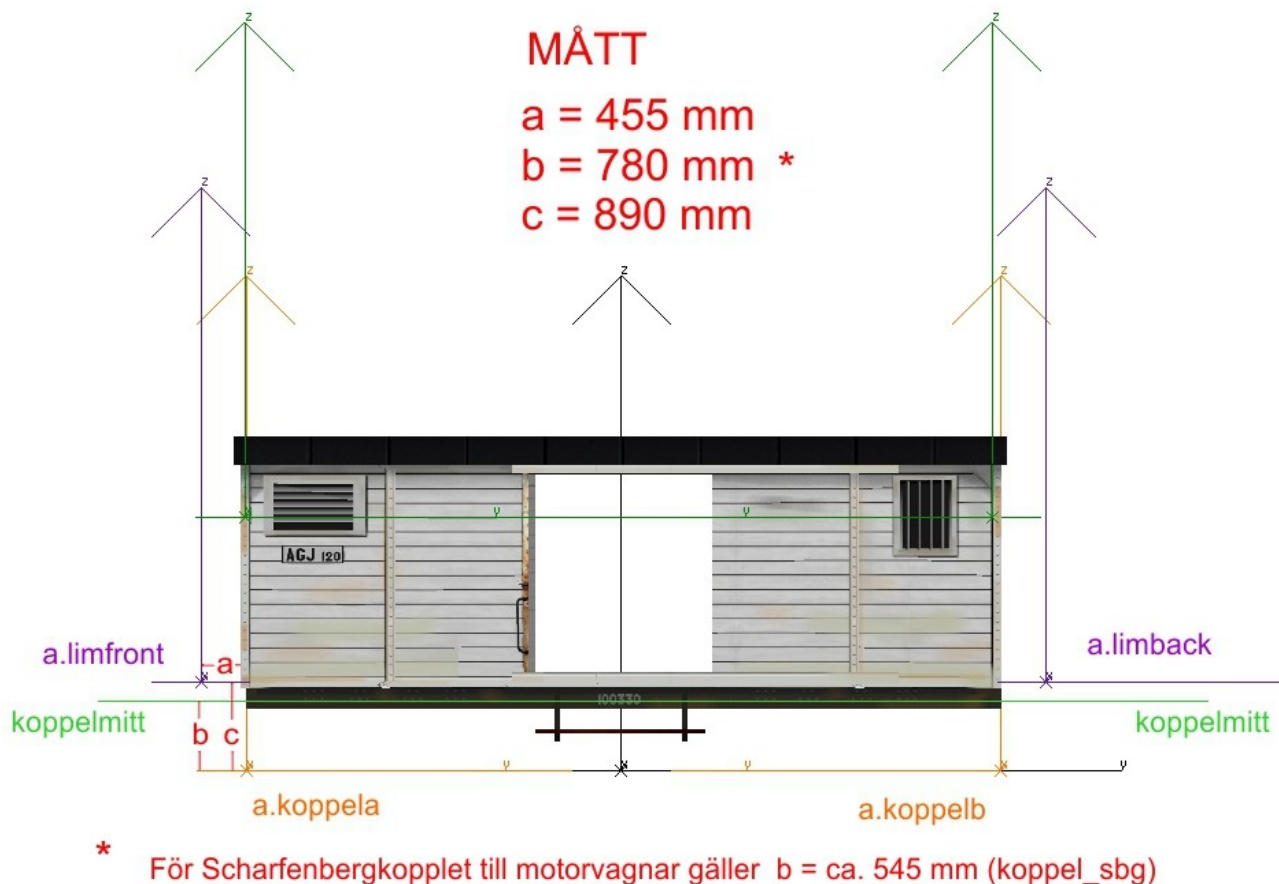 MÅTT
a = 455 mm
b = 780 mm *
c = 890 mm
z
z
z
z
z
z
z
y
y
AGJ 120
a.limfront
a
a.limback
100330
koppelmitt
koppelmitt
b
c
y
y
y
a.koppela
a.koppelb
* För Scharfenbergkopplet till motorvagnar gäller b = ca. 545 mm (koppel_sbg)